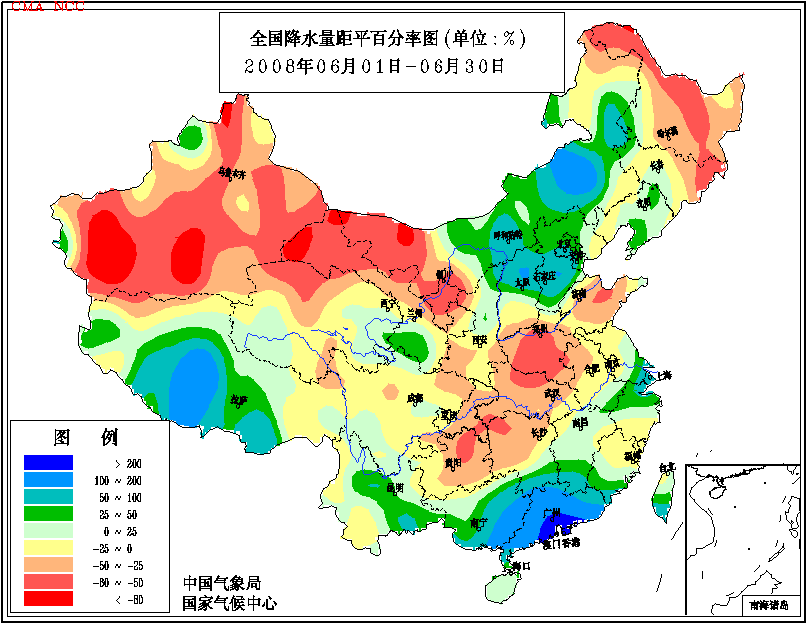 CMA NCC
全国降水量距平百分率图(单位:%)
2008年06月01日-06月30日
哈尔滨
长春
沈阳
乌鲁木齐
呼和浩特
北京
天津
石家庄
太原
银川
济南
西宁
兰州
郑州
西安
合肥
南京
上海
成都
武汉
拉萨
重庆
南昌
长沙
贵阳
福州
台北
昆明
广州
南宁
澳门香港
海口
图 例
> 200
100 ~ 200
50 ~ 100
25 ~ 50
0 ~ 25
-25 ~ 0
-50 ~ -25
-80 ~ -50
< -80
中国气象局
国家气候中心
南海诸岛